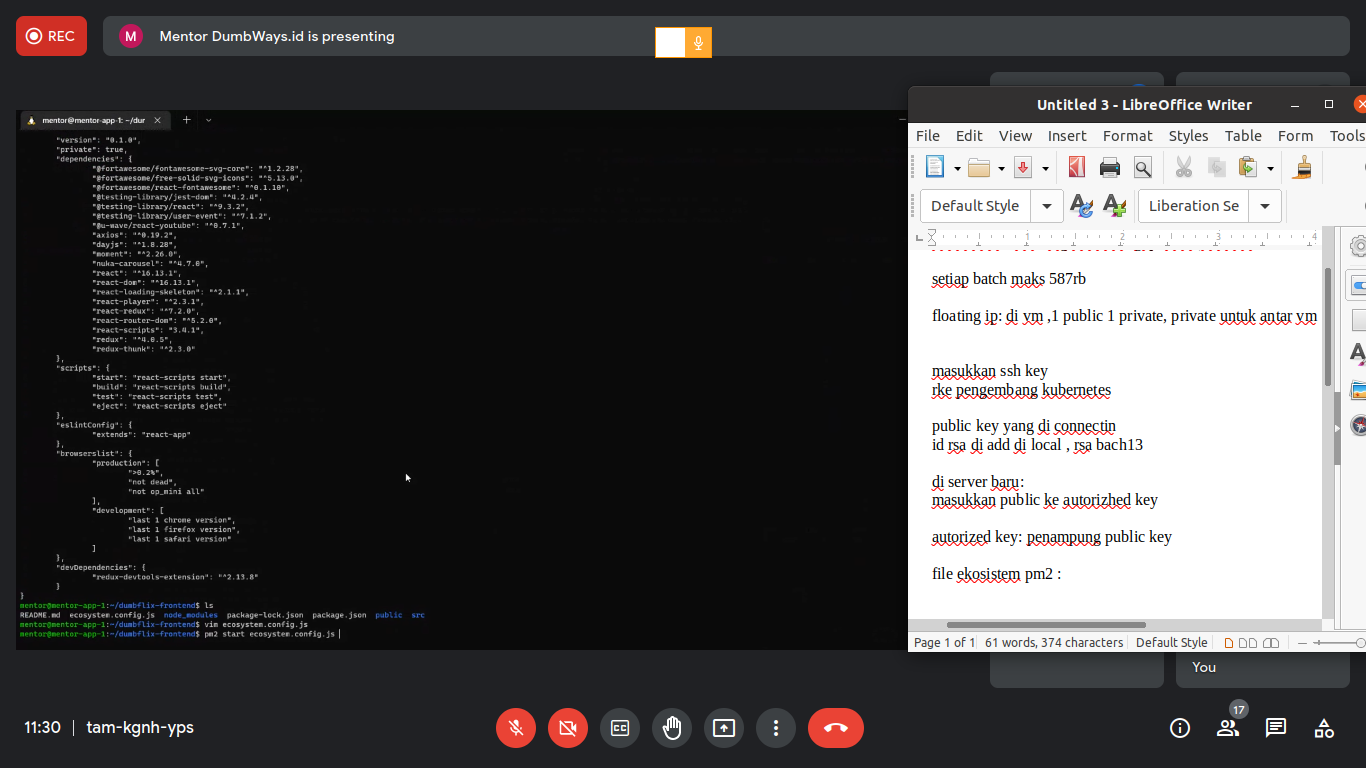 REC
M
Mentor DumbWays.id is presenting
mentor@mentor-app-1: ~/dur
"version": "0.1.0",
"private": true,
"dependencies": {
"@fortawesome/fontawesome-svg-core": "^1.2.28",
"@fortawesome/free-solid-svg-icons": "^5.13.0",
"@fortawesome/react-fontawesome": "^0.1.10",
"@testing-library/jest-dom": "^4.2.4",
"@testing-library/react": "^9.3.2",
"@testing-library/user-event": "^7.1.2",
"@u-wave/react-youtube": "^0.7.1",
"axios": "^0.19.2",
"dayjs": "^1.8.28",
"moment": "^2.26.0",
"nuka-carousel": "^4.7.0",
"react": "^16.13.1",
"react-dom": "^16.13.1",
"react-loading-skeleton": "^2.1.1",
"react-player": "^2.3.1",
"react-redux": "^7.2.0",
"react-router-dom": "^5.2.0",
"react-scripts": "3.4.1",
"redux": "^4.0.5",
"redux-thunk": "^2.3.0"
},
"scripts": {
"start": "react-scripts start",
"build": "react-scripts build",
"test": "react-scripts test",
"eject": "react-scripts eject"
},
"eslintConfig": {
"extends": "react-app"
},
"browserslist": {
"production": [
">0.2%",
"not dead",
"not op_mini all"
],
"development": [
"last 1 chrome version",
"last 1 firefox version",
"last 1 safari version"
]
},
"devDependencies": {
"redux-devtools-extension": "^2.13.8"
}
}
mentor@mentor-app-1:~/dumbflix-frontend$ ls
README.md ecosystem.config.js node_modules package-lock.json package.json public src
mentor@mentor-app-1:~/dumbflix-frontend$ vim ecosystem.config.js
mentor@mentor-app-1:~/dumbflix-frontend$ pm2 start ecosystem.config.js
Untitled 3 - LibreOffice Writer
File Edit View Insert Format Styles Table Form Tools
Default Style Liberation Se
1 2 3 4
setiap batch maks 587rb
floating ip: di vm ,1 public 1 private, private untuk antar vm
masukkan ssh key
rke pengembang kubernetes
public key yang di connectin
id rsa di add di local , rsa bach13
di server baru:
masukkan public ke autorizhed key
autorized key: penampung public key
file ekosistem pm2 :
Page 1 of 1 61 words, 374 characters Default Style
You
11:30 | tam-kgnh-yps
17